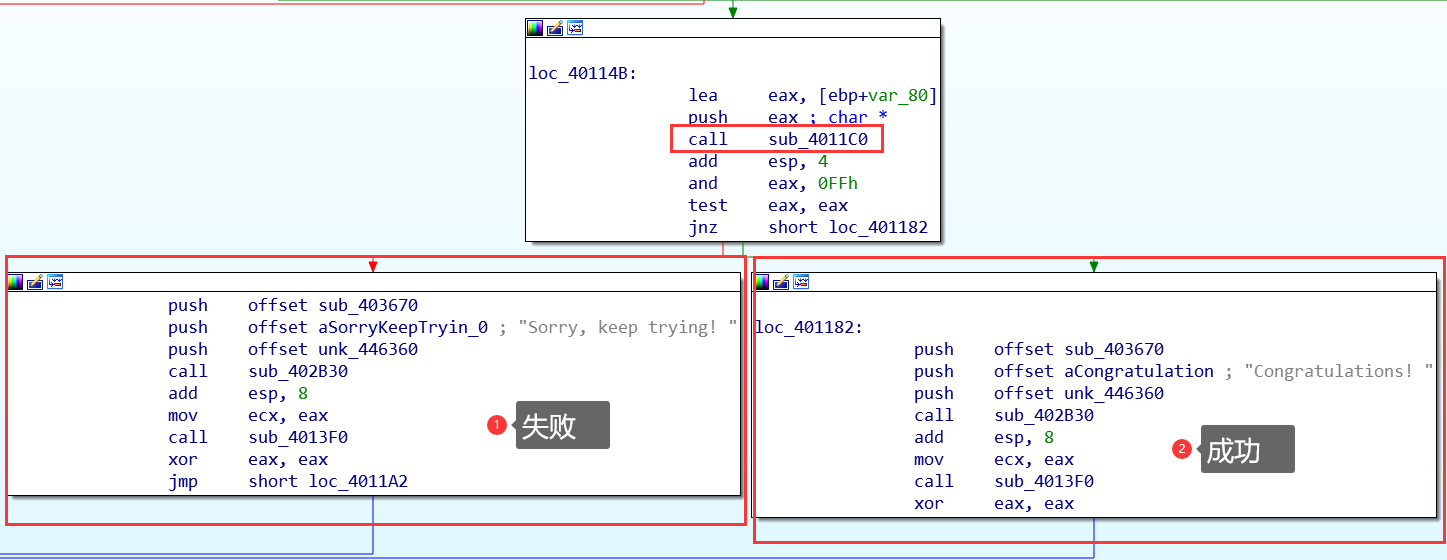 loc_40114B:
lea eax, [ebp+var_80]
push eax ; char *
call sub_4011C0
add esp, 4
and eax, 0FFh
test eax, eax
jnz short loc_401182
push offset sub_403670
push offset aSorryKeepTryin_0 ; "Sorry, keep trying! "
push offset unk_446360
call sub_402B30
add esp, 8
mov ecx, eax
call sub_4013F0
xor eax, eax
jmp short loc_4011A2
1 失败
loc_401182:
push offset sub_403670
push offset aCongratulation ; "Congratulations! "
push offset unk_446360
call sub_402B30
add esp, 8
mov ecx, eax
call sub_4013F0
xor eax, eax
2 成功